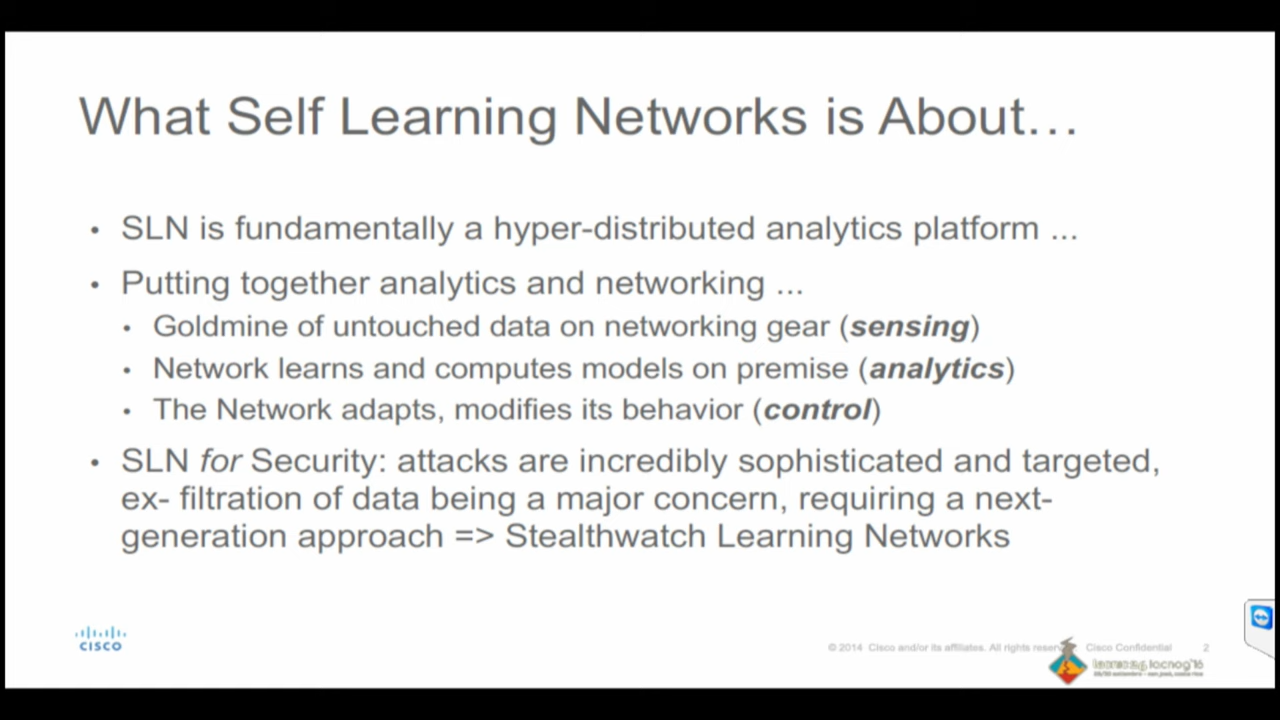 What Self Learning Networks is About…
• SLN is fundamentally a hyper-distributed analytics platform ...
• Putting together analytics and networking ...
• Goldmine of untouched data on networking gear (sensing)
• Network learns and computes models on premise (analytics)
• The Network adapts, modifies its behavior (control)
• SLN for Security: attacks are incredibly sophisticated and targeted,
ex- filtration of data being a major concern, requiring a next-
generation approach => Stealthwatch Learning Networks
CISCO
© 2014 Cisco and/or its affiliates. All rights Cisco Confidential 2
lacnog'16